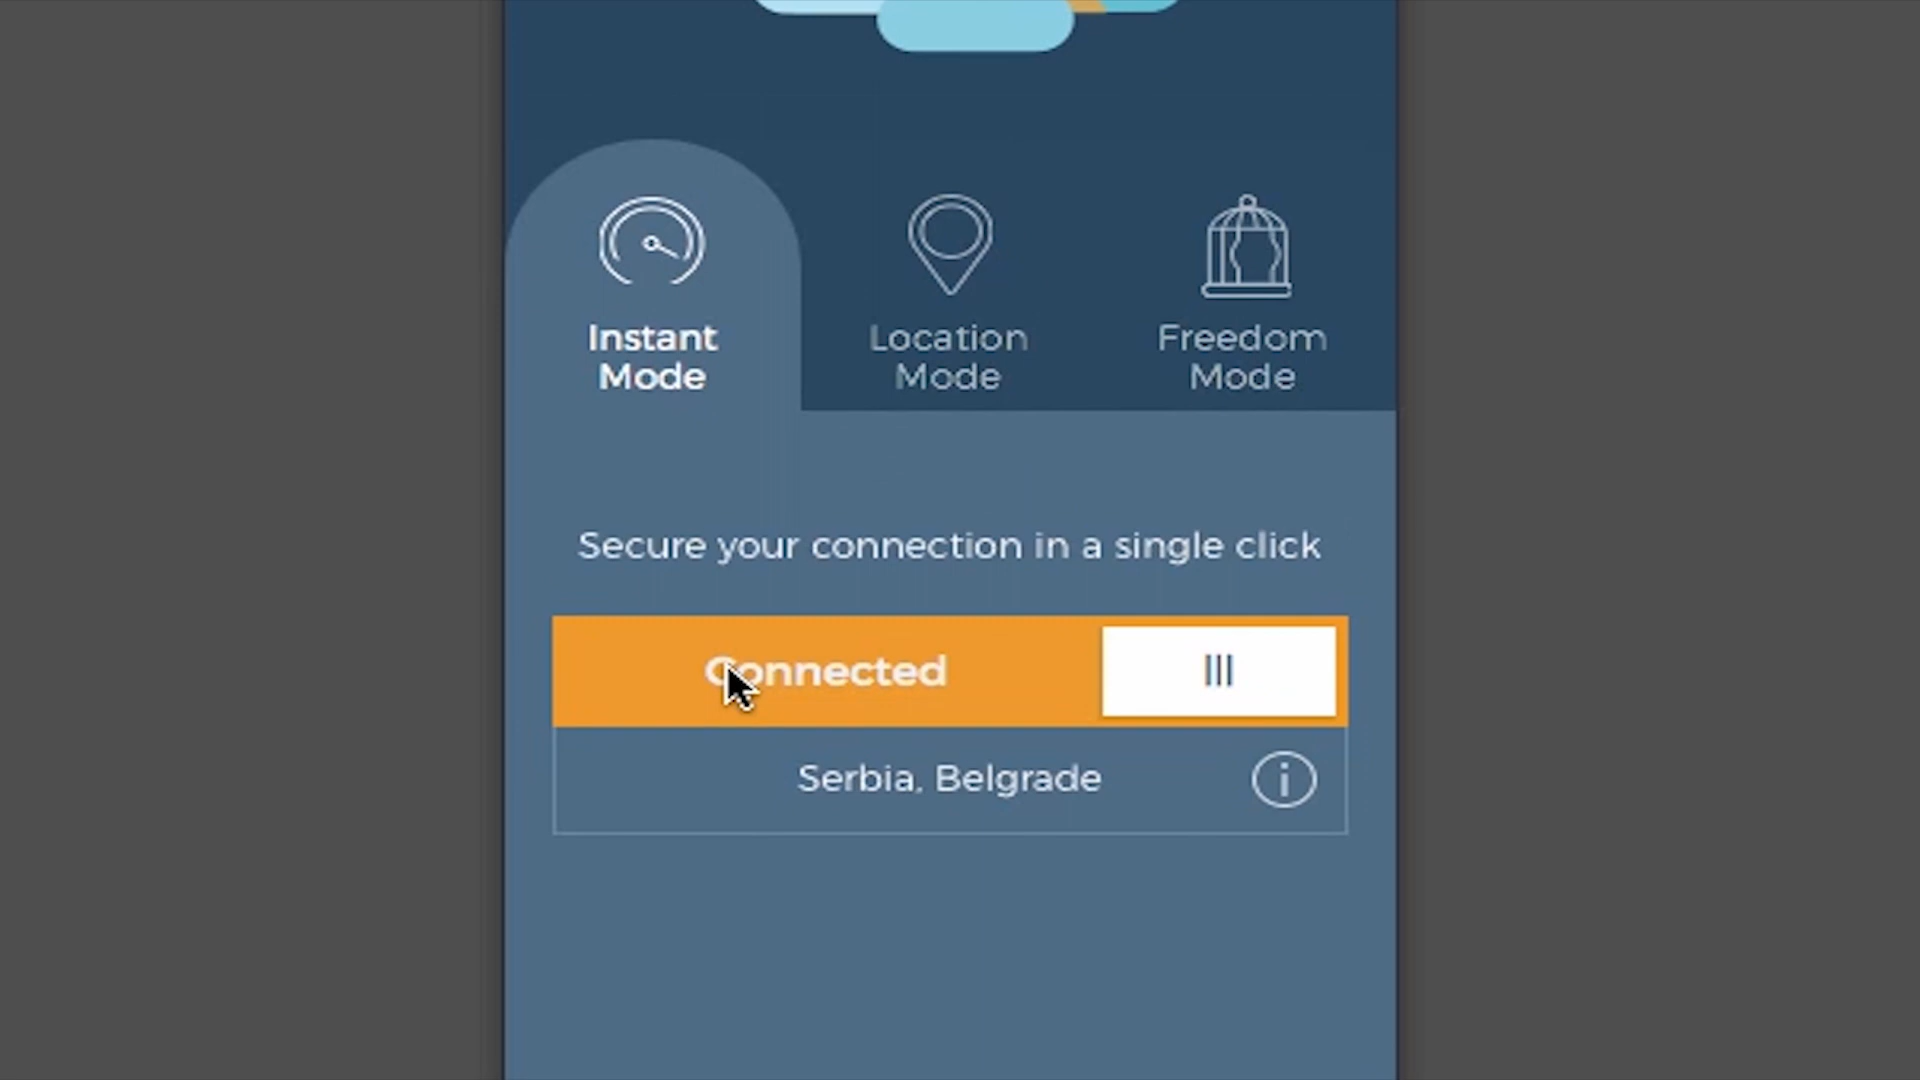 Instant
Mode
Location
Mode
Freedom
Mode
Secure your connection in a single click
Connected
Serbia, Belgrade